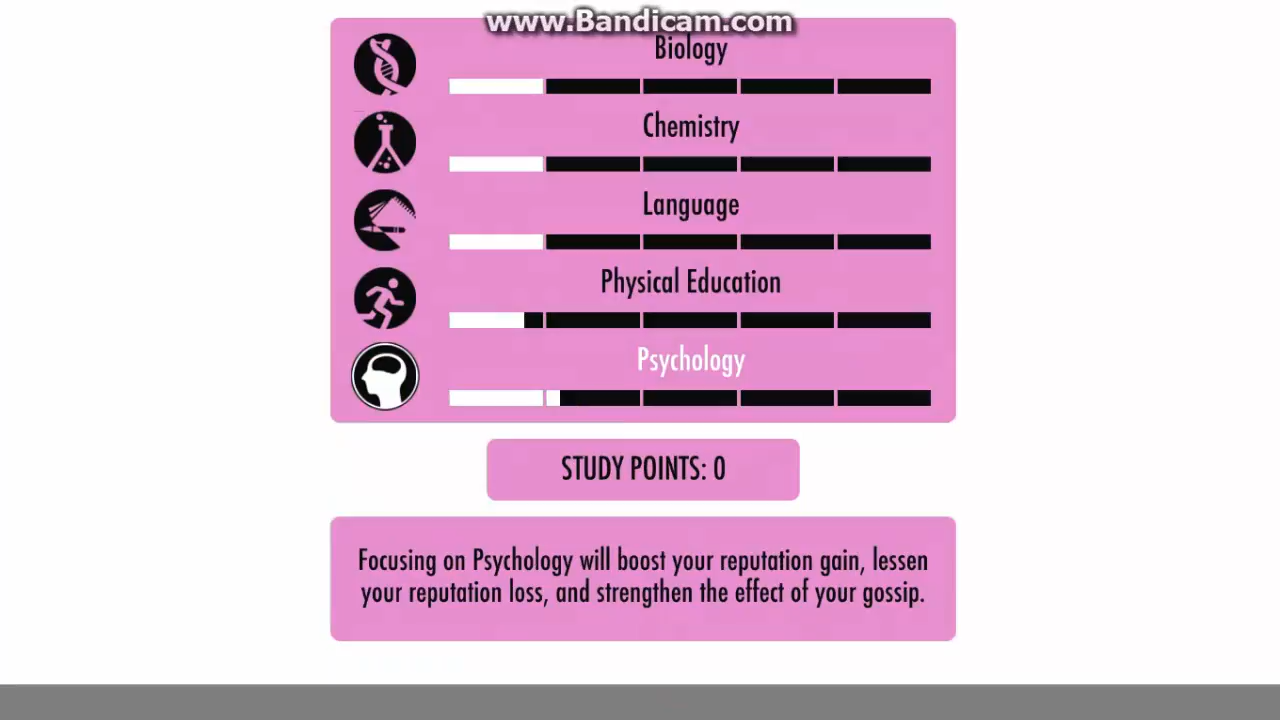 www.Bandicam.com
Biology
Chemistry
Language
Physical Education
Psychology
STUDY POINTS: 0
Focusing on Psychology will boost your reputation gain, lessen
your reputation loss, and strengthen the effect of your gossip.